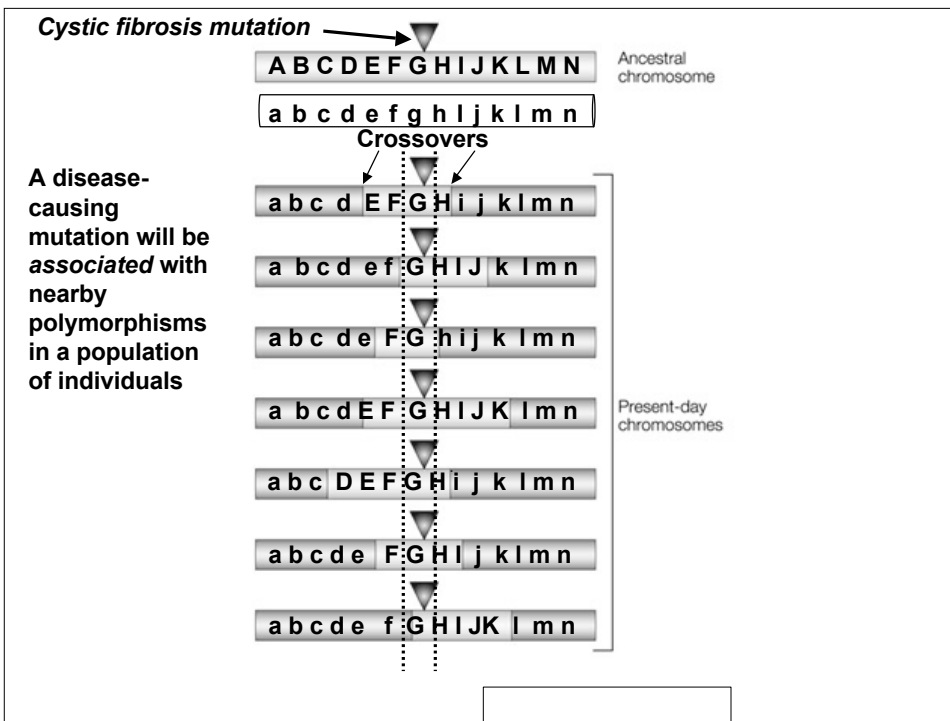 Cystic fibrosis mutation
A B C D E F G H I J K L M N
Ancestral
chromosome
a b c d e f g h I j k l m n
Crossovers
A disease-
causing
mutation will be
associated with
nearby
polymorphisms
in a population
of individuals
a b c d E F G H i j k l m n
a b c d e f G H I J k l m n
a b c d e F G h i j k l m n
a b c d E F G H I J K l m n
a b c D E F G H i j k l m n
a b c d e F G H I j k l m n
a b c d e f G H I J K l m n
Present-day
chromosomes